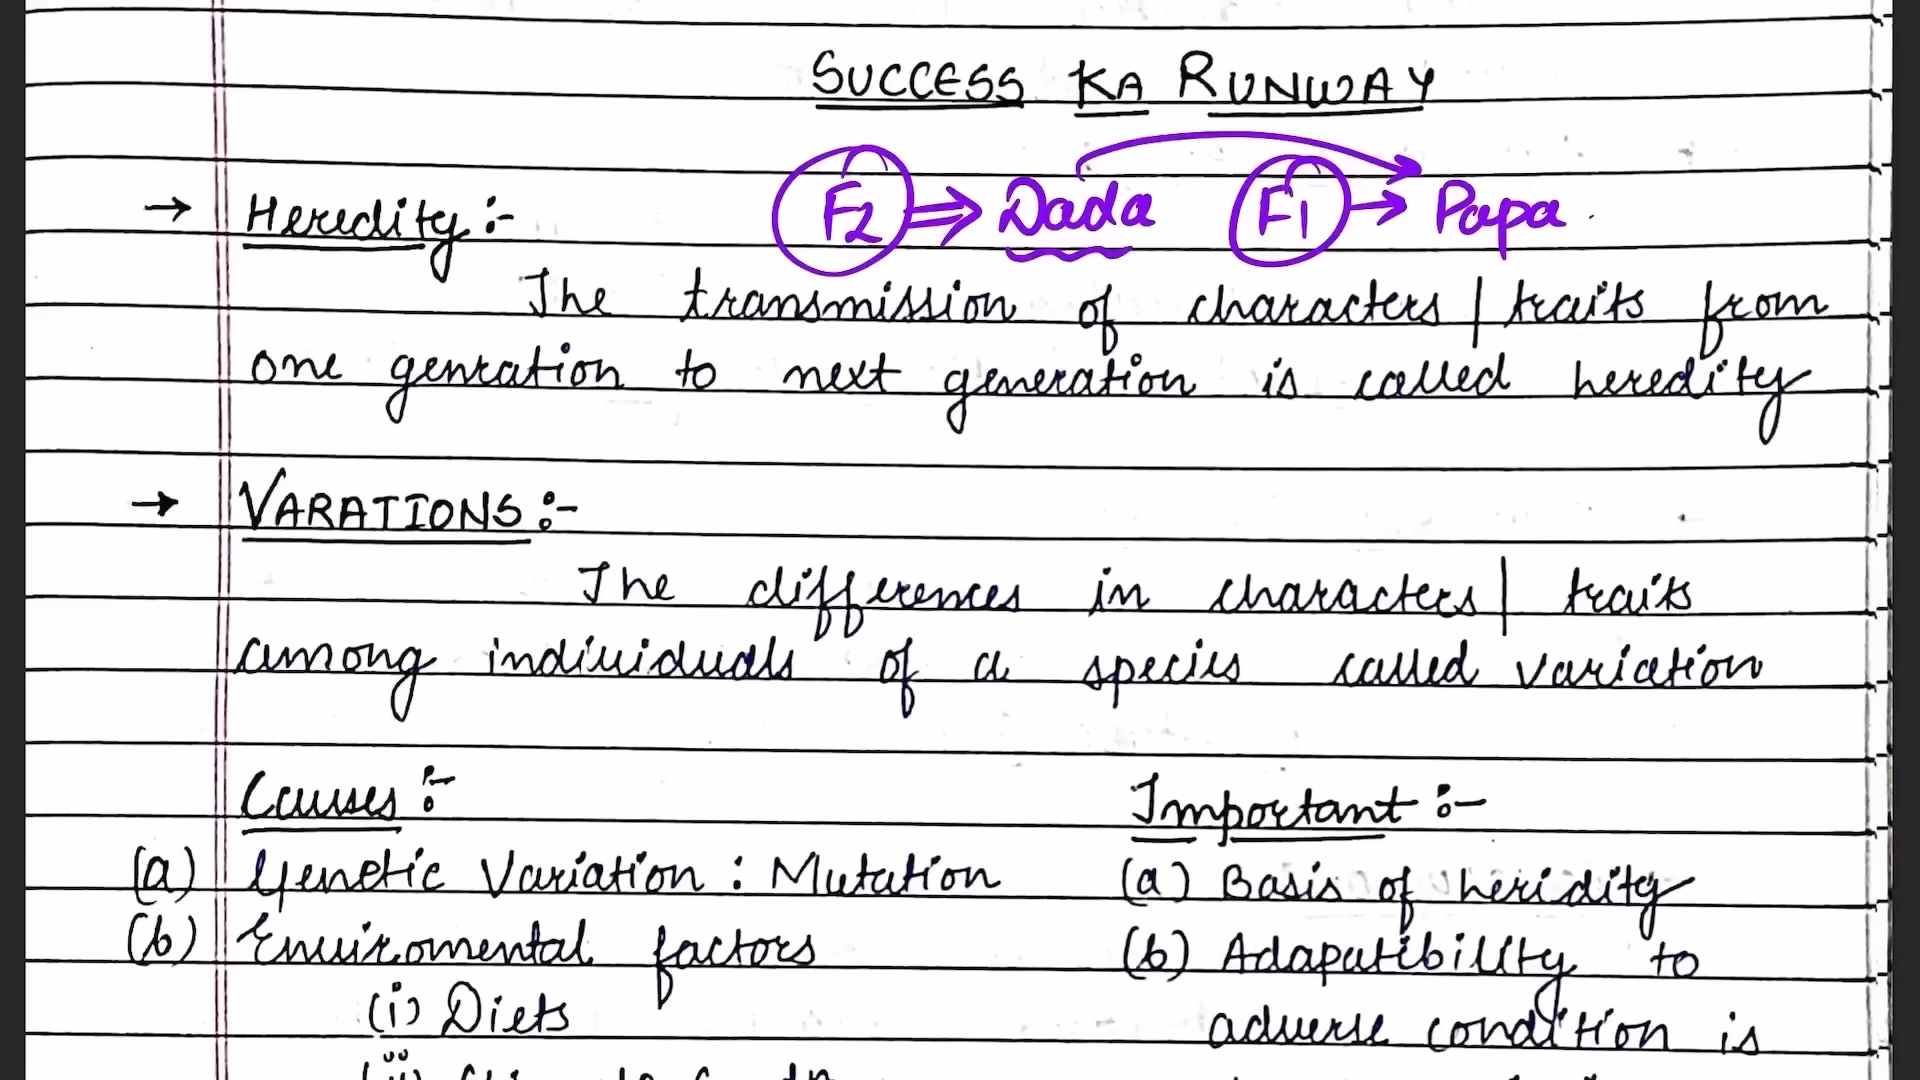 SUCCESS KA RUNWAY
F2 ⇒ Dada F1 → Papa
→ Heredity :-
The transmission of characters | traits from
one genration to next generation is called heredity
→ VARATIONS :-
The differences in characters | traits
among individuals of a species called variation
Causes :-
Important :-
(a) Genetic Variation : Mutation
(a) Basis of heridity
(b) Enviromental factors
(b) Adapatibility to
(i) Diets
adverse condition is